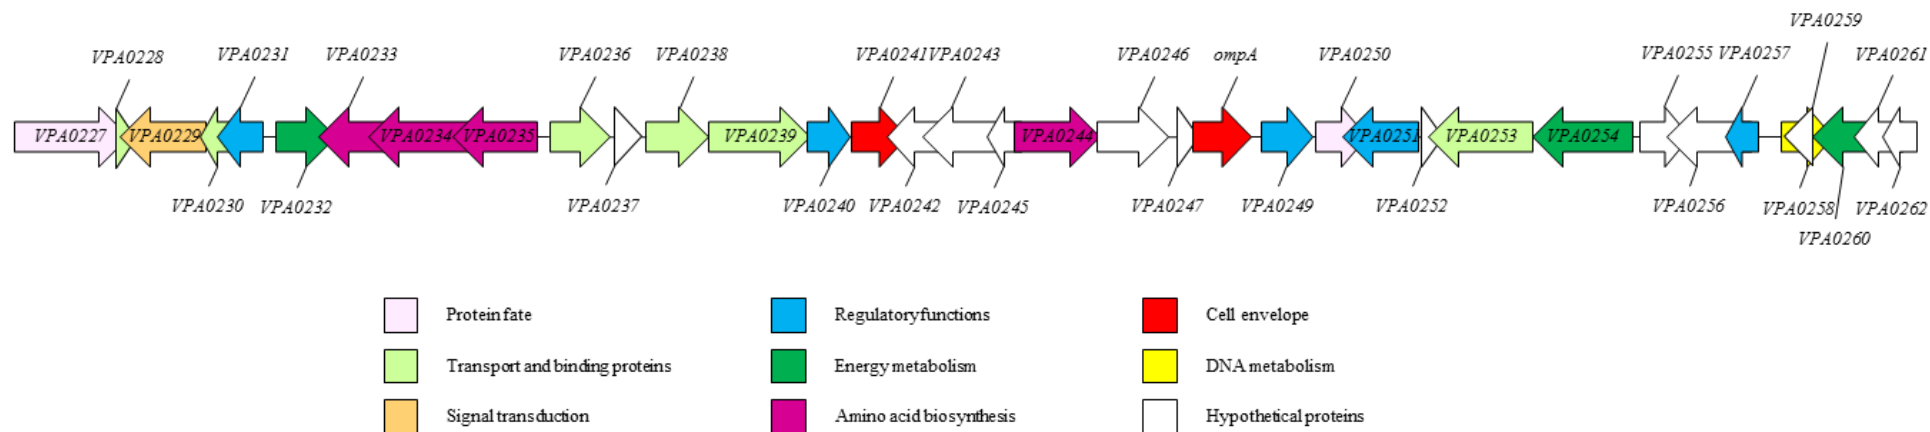 VPA0259
VPA0228 VPA0231 VPA0233 VPA0236 VPA0238 VPA0241 VPA0243 VPA0246 ompA VPA0250 VPA0255 VPA0257 VPA0261
VPA0227 VPA0229 VPA0234 VPA0235 VPA0239 VPA0244 VPA0251 VPA0253 VPA0254
VPA0230 VPA0232 VPA0237 VPA0240 VPA0242 VPA0245 VPA0247 VPA0249 VPA0252 VPA0256 VPA0258 VPA0262
VPA0260
Protein fate Regulatory functions Cell envelope
Transport and binding proteins Energy metabolism DNA metabolism
Signal transduction Amino acid biosynthesis Hypothetical proteins